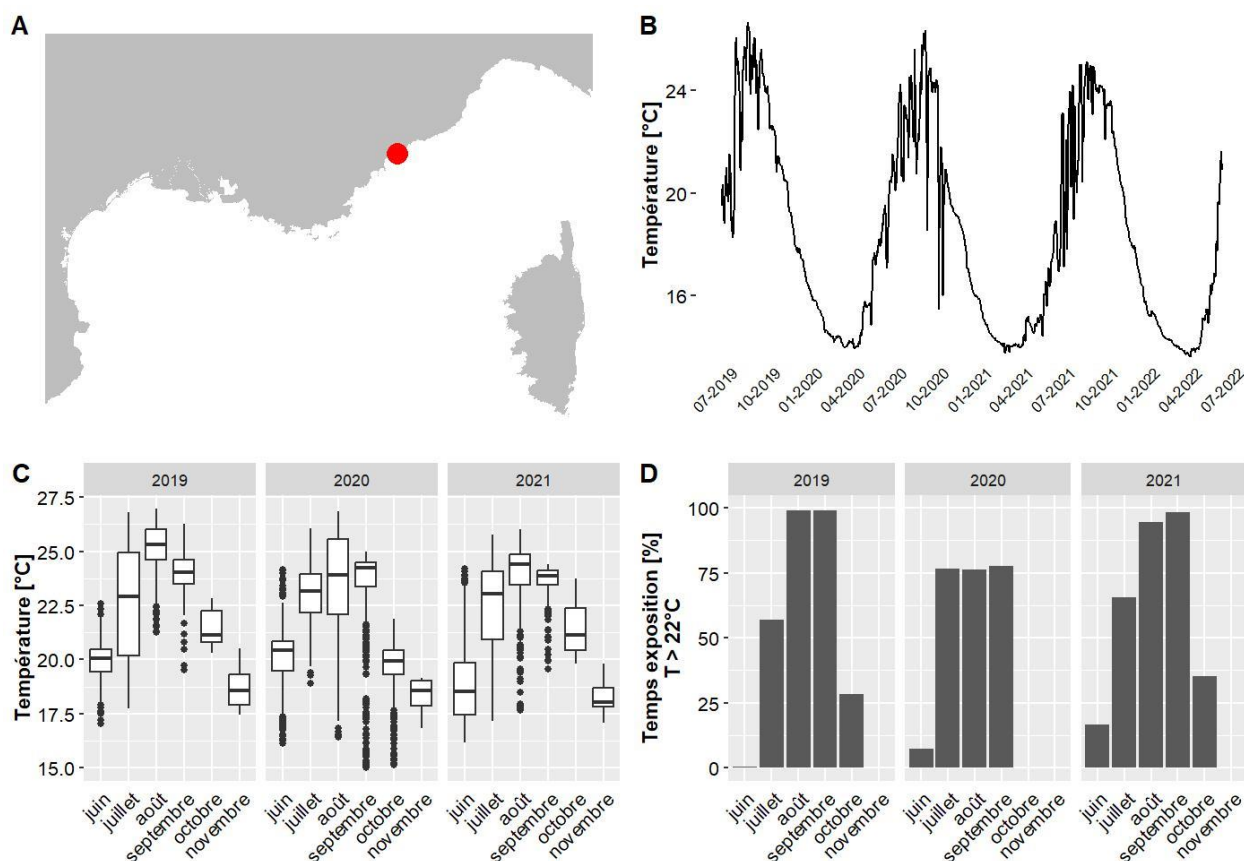 A
B
Température [°C]
24
20
16
07-2019
10-2019
01-2020
04-2020
07-2020
10-2020
01-2021
04-2021
07-2021
10-2021
01-2022
04-2022
07-2022
C
2019
2020
2021
Température [°C]
27.5
25.0
22.5
20.0
17.5
15.0
juin
juillet
août
septembre
octobre
novembre
juin
juillet
août
septembre
octobre
novembre
juin
juillet
août
septembre
octobre
novembre
D
2019
2020
2021
Temps exposition [%]
T > 22°C
100
75
50
25
0
juin
juillet
août
septembre
octobre
novembre
juin
juillet
août
septembre
octobre
novembre
juin
juillet
août
septembre
octobre
novembre